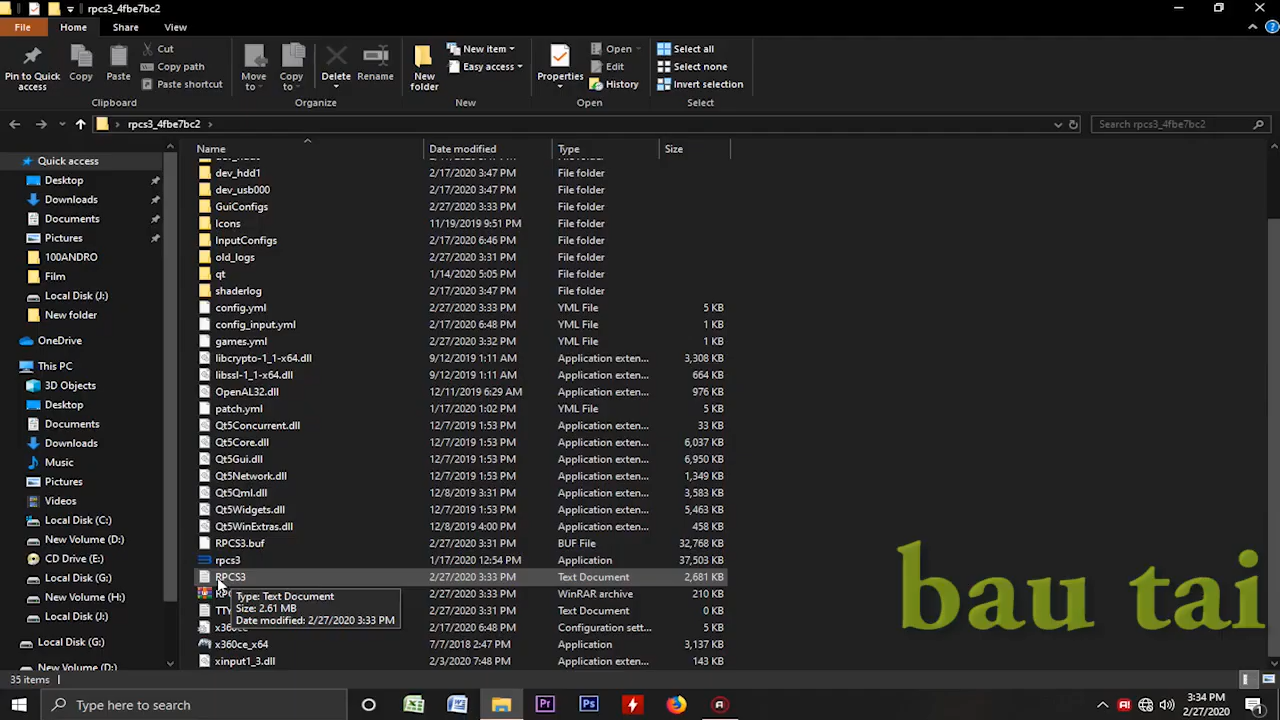 rpcs3_4fbe7bc2
File Home Share View
Pin to Quick access
Copy
Paste
Cut
Copy path
Paste shortcut
Move to
Copy to
Delete
Rename
New folder
New item
Easy access
Properties
Open
Edit
History
Select all
Select none
Invert selection
Clipboard Organize New Open Select
rpcs3_4fbe7bc2
Search rpcs3_4fbe7bc2
Quick access
Desktop
Downloads
Documents
Pictures
100ANDRO
Film
Local Disk (J:)
New folder
OneDrive
This PC
3D Objects
Desktop
Documents
Downloads
Music
Pictures
Videos
Local Disk (C:)
New Volume (D:)
CD Drive (E:)
Local Disk (G:)
New Volume (H:)
Local Disk (J:)
Local Disk (G:)
New Volume (D:)
Name Date modified Type Size
dev_hdd1 2/17/2020 3:47 PM File folder
dev_usb000 2/17/2020 3:47 PM File folder
GuiConfigs 2/27/2020 3:33 PM File folder
Icons 11/19/2019 9:51 PM File folder
InputConfigs 2/17/2020 6:46 PM File folder
old_logs 2/27/2020 3:31 PM File folder
qt 1/14/2020 5:05 PM File folder
shaderlog 2/17/2020 3:47 PM File folder
config.yml 2/27/2020 3:33 PM YML File 5 KB
config_input.yml 2/17/2020 6:48 PM YML File 1 KB
games.yml 2/27/2020 3:32 PM YML File 1 KB
libcrypto-1_1-x64.dll 9/12/2019 1:11 AM Application exten... 3,308 KB
libssl-1_1-x64.dll 9/12/2019 1:11 AM Application exten... 664 KB
OpenAL32.dll 12/11/2019 6:29 AM Application exten... 976 KB
patch.yml 1/17/2020 1:02 PM YML File 5 KB
Qt5Concurrent.dll 12/7/2019 1:53 PM Application exten... 33 KB
Qt5Core.dll 12/7/2019 1:53 PM Application exten... 6,037 KB
Qt5Gui.dll 12/7/2019 1:53 PM Application exten... 6,950 KB
Qt5Network.dll 12/7/2019 1:53 PM Application exten... 1,349 KB
Qt5Qml.dll 12/8/2019 3:31 PM Application exten... 3,583 KB
Qt5Widgets.dll 12/7/2019 1:53 PM Application exten... 5,463 KB
Qt5WinExtras.dll 12/8/2019 4:00 PM Application exten... 458 KB
RPCS3.buf 2/27/2020 3:31 PM BUF File 32,768 KB
rpcs3 1/18/2020 12:54 PM Application 37,503 KB
RPCS3 2/27/2020 3:33 PM Text Document 2,681 KB
2/27/2020 3:33 PM WinRAR archive 210 KB
2/27/2020 3:31 PM Text Document 0 KB
x360ce 2/17/2020 6:48 PM Configuration sett... 5 KB
x360ce_x64 7/7/2018 2:47 PM Application 3,137 KB
xinput1_3.dll 2/3/2020 7:48 PM Application exten... 143 KB
Type: Text Document
Size: 2.61 MB
Date modified: 2/27/2020 3:33 PM
bau tai
35 items
Type here to search
3:34 PM
2/27/2020